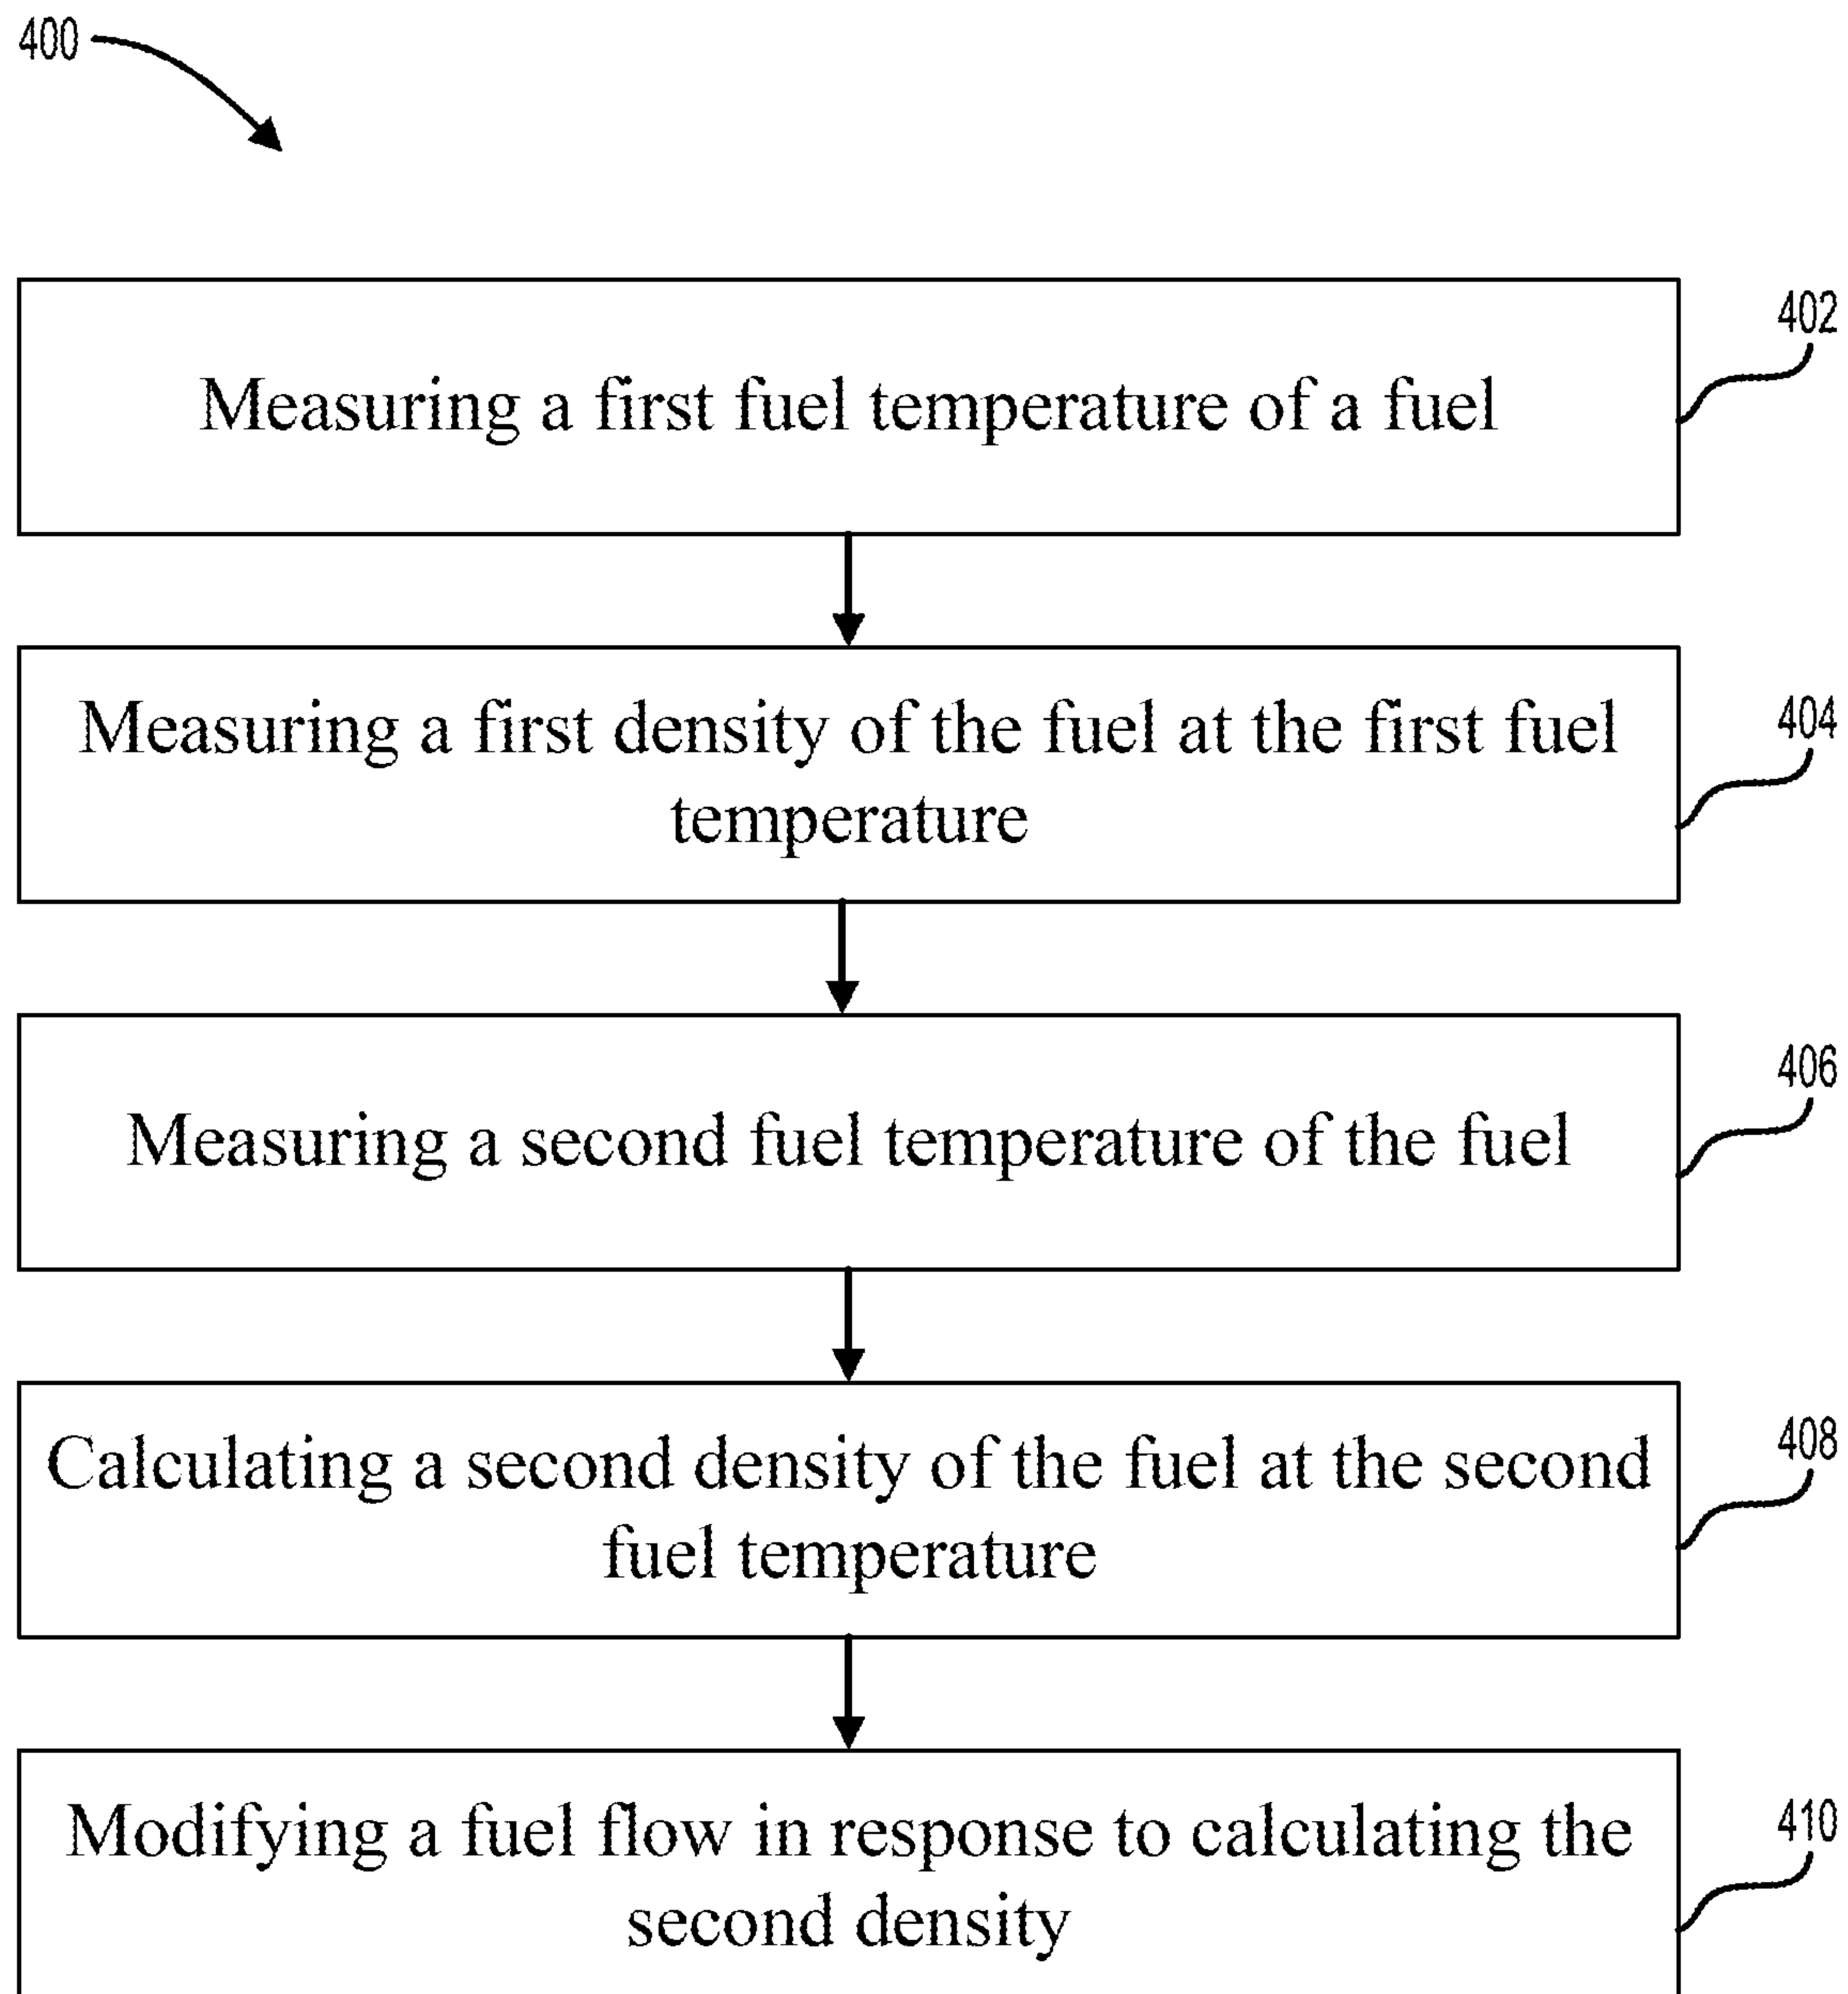 400
402
Measuring a first fuel temperature of a fuel
404
Measuring a first density of the fuel at the first fuel
temperature
406
Measuring a second fuel temperature of the fuel
408
Calculating a second density of the fuel at the second
fuel temperature
410
Modifying a fuel flow in response to calculating the
second density